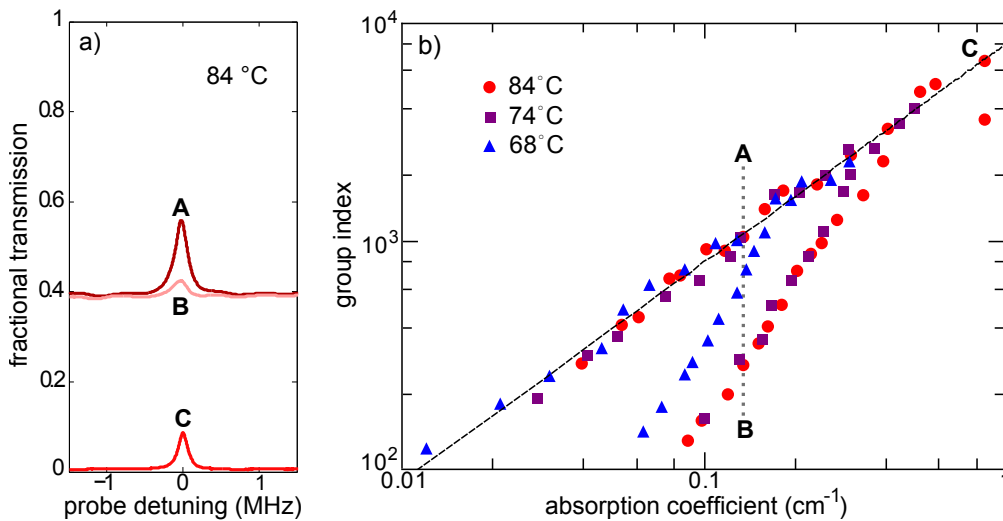 a)
84 °C
fractional transmission
1
0.8
0.6
0.4
0.2
0
A
B
C
−1
0
1
probe detuning (MHz)
b)
84°C
74°C
68°C
group index
10⁴
10³
10²
A
B
C
0.01
0.1
absorption coefficient (cm⁻¹)